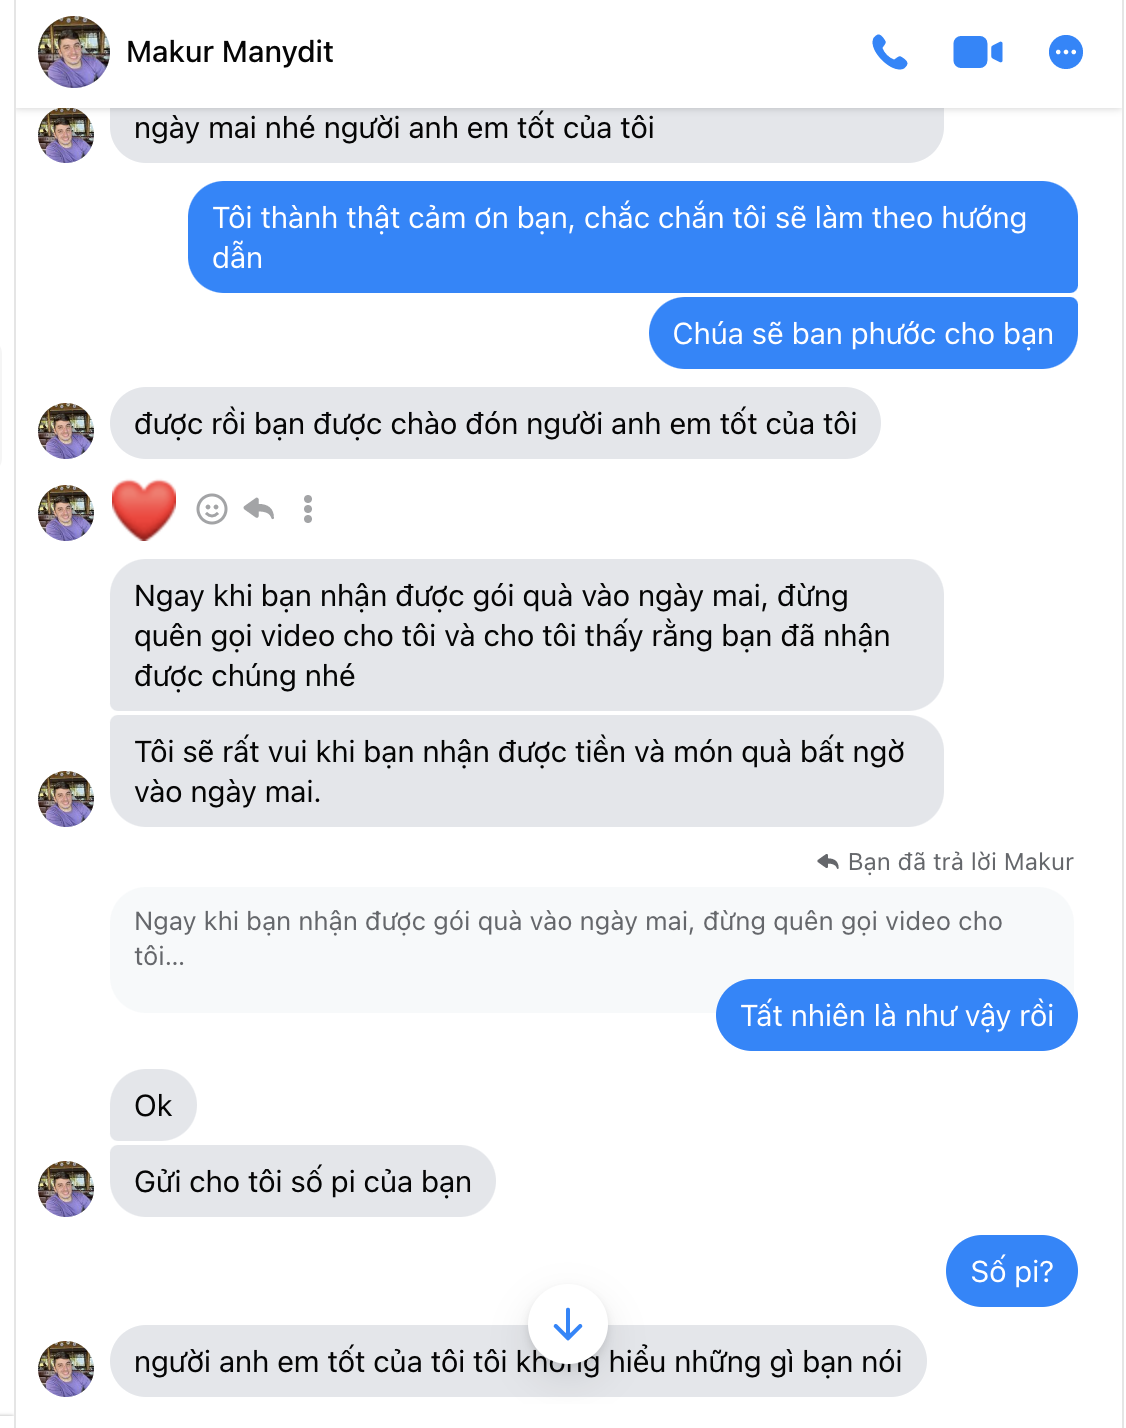 Makur Manydit
ngày mai nhé người anh em tốt của tôi
Tôi thành thật cảm ơn bạn, chắc chắn tôi sẽ làm theo hướng
dẫn
Chúa sẽ ban phước cho bạn
được rồi bạn được chào đón người anh em tốt của tôi
Ngay khi bạn nhận được gói quà vào ngày mai, đừng
quên gọi video cho tôi và cho tôi thấy rằng bạn đã nhận
được chúng nhé
Tôi sẽ rất vui khi bạn nhận được tiền và món quà bất ngờ
vào ngày mai.
Bạn đã trả lời Makur
Ngay khi bạn nhận được gói quà vào ngày mai, đừng quên gọi video cho
tôi...
Tất nhiên là như vậy rồi
Ok
Gửi cho tôi số pi của bạn
Số pi?
người anh em tốt của tôi tôi không hiểu những gì bạn nói